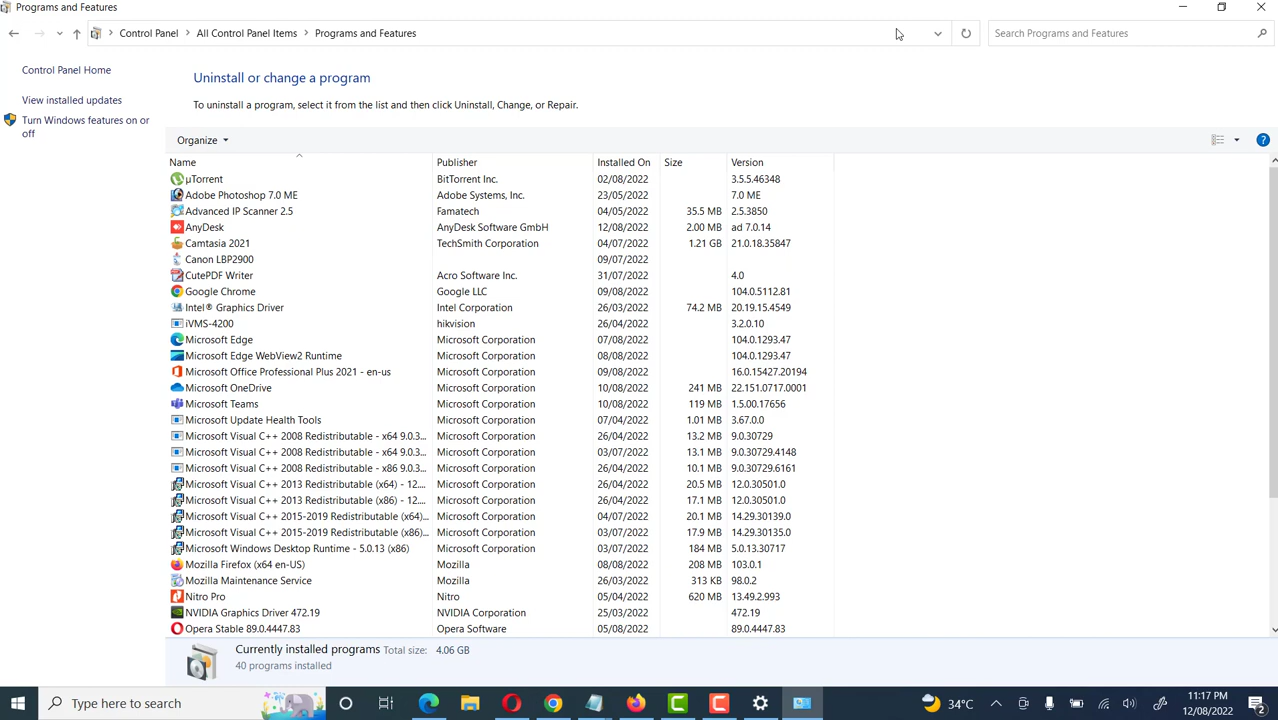 Programs and Features
Control Panel > All Control Panel Items > Programs and Features
Search Programs and Features
Control Panel Home
View installed updates
Turn Windows features on or
off
Uninstall or change a program
To uninstall a program, select it from the list and then click Uninstall, Change, or Repair.
Organize
Name Publisher Installed On Size Version
µTorrent BitTorrent Inc. 02/08/2022 3.5.5.46348
Adobe Photoshop 7.0 ME Adobe Systems, Inc. 23/05/2022 7.0 ME
Advanced IP Scanner 2.5 Famatech 04/05/2022 35.5 MB 2.5.3850
AnyDesk AnyDesk Software GmbH 12/08/2022 2.00 MB ad 7.0.14
Camtasia 2021 TechSmith Corporation 04/07/2022 1.21 GB 21.0.18.35847
Canon LBP2900 09/07/2022
CutePDF Writer Acro Software Inc. 31/07/2022 4.0
Google Chrome Google LLC 09/08/2022 104.0.5112.81
Intel® Graphics Driver Intel Corporation 26/03/2022 74.2 MB 20.19.15.4549
iVMS-4200 hikvision 26/04/2022 3.2.0.10
Microsoft Edge Microsoft Corporation 07/08/2022 104.0.1293.47
Microsoft Edge WebView2 Runtime Microsoft Corporation 08/08/2022 104.0.1293.47
Microsoft Office Professional Plus 2021 - en-us Microsoft Corporation 09/08/2022 16.0.15427.20194
Microsoft OneDrive Microsoft Corporation 10/08/2022 241 MB 22.151.0717.0001
Microsoft Teams Microsoft Corporation 10/08/2022 119 MB 1.5.00.17656
Microsoft Update Health Tools Microsoft Corporation 07/04/2022 1.01 MB 3.67.0.0
Microsoft Visual C++ 2008 Redistributable - x64 9.0.3... Microsoft Corporation 26/04/2022 13.2 MB 9.0.30729
Microsoft Visual C++ 2008 Redistributable - x64 9.0.3... Microsoft Corporation 03/07/2022 13.1 MB 9.0.30729.4148
Microsoft Visual C++ 2008 Redistributable - x86 9.0.3... Microsoft Corporation 26/04/2022 10.1 MB 9.0.30729.6161
Microsoft Visual C++ 2013 Redistributable (x64) - 12.... Microsoft Corporation 26/04/2022 20.5 MB 12.0.30501.0
Microsoft Visual C++ 2013 Redistributable (x86) - 12.... Microsoft Corporation 26/04/2022 17.1 MB 12.0.30501.0
Microsoft Visual C++ 2015-2019 Redistributable (x64)... Microsoft Corporation 04/07/2022 20.1 MB 14.29.30139.0
Microsoft Visual C++ 2015-2019 Redistributable (x86)... Microsoft Corporation 03/07/2022 17.9 MB 14.29.30135.0
Microsoft Windows Desktop Runtime - 5.0.13 (x86) Microsoft Corporation 03/07/2022 184 MB 5.0.13.30717
Mozilla Firefox (x64 en-US) Mozilla 08/08/2022 208 MB 103.0.1
Mozilla Maintenance Service Mozilla 26/03/2022 313 KB 98.0.2
Nitro Pro Nitro 05/04/2022 620 MB 13.49.2.993
NVIDIA Graphics Driver 472.19 NVIDIA Corporation 25/03/2022 472.19
Opera Stable 89.0.4447.83 Opera Software 05/08/2022 89.0.4447.83
Currently installed programs Total size: 4.06 GB
40 programs installed
Type here to search
34°C
11:17 PM
12/08/2022
2